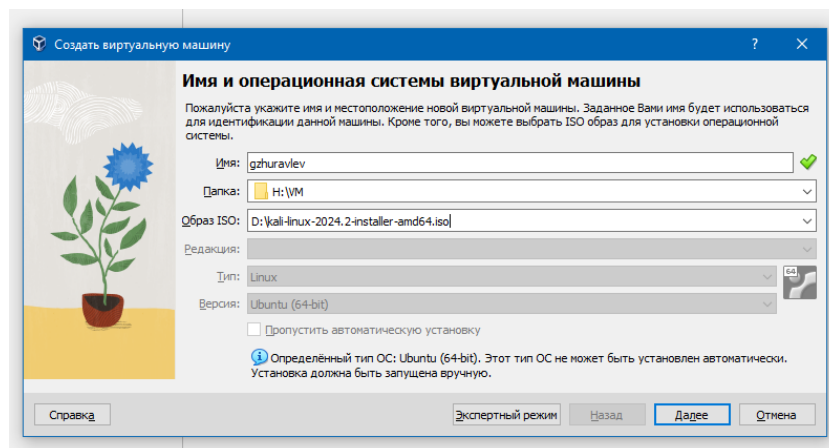 Создать виртуальную машину
Имя и операционная системы виртуальной машины
Пожалуйста укажите имя и местоположение новой виртуальной машины. Заданное Вами имя будет использоваться
для идентификации данной машины. Кроме того, вы можете выбрать ISO образ для установки операционной
системы.
Имя: gzhuravlev
Папка: H:\VM
Образ ISO: D:\kali-linux-2024.2-installer-amd64.iso
Редакция:
Тип: Linux
64
Версия: Ubuntu (64-bit)
Пропустить автоматическую установку
Определённый тип ОС: Ubuntu (64-bit). Этот тип ОС не может быть установлен автоматически.
Установка должна быть запущена вручную.
Справка Экспертный режим Назад Далее Отмена